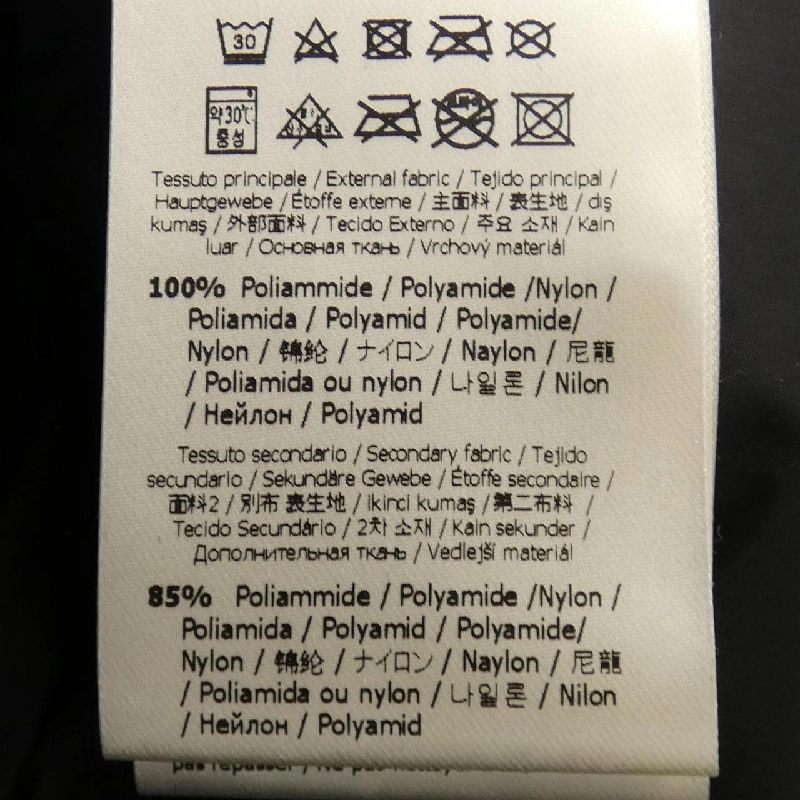 30
약30℃
중성
Tessuto principale / External fabric / Tejido principal /
Hauptgewebe / Étoffe externe / 主面料 / 表生地 / dış
kumaş / 外部面料 / Tecido Externo / 주요 소재 / Kain
luar / Основная ткань / Vrchový materiál
100% Poliammide / Polyamide /Nylon /
Poliamida / Polyamid / Polyamide/
Nylon / 锦纶 / ナイロン / Naylon / 尼龍
/ Poliamida ou nylon / 나일론 / Nilon
/ Нейлон / Polyamid
Tessuto secondario / Secondary fabric / Tejido
secundario / Sekundäre Gewebe / Étoffe secondaire /
面料2 / 別布 表生地 / ikinci kumaş / 第二布料 /
Tecido Secundário / 2차 소재 / Kain sekunder /
Дополнительная ткань / Vedlejší materiál
85% Poliammide / Polyamide /Nylon /
Poliamida / Polyamid / Polyamide/
Nylon / 锦纶 / ナイロン / Naylon / 尼龍
/ Poliamida ou nylon / 나일론 / Nilon
/ Нейлон / Polyamid
pas repasser / Ne pas